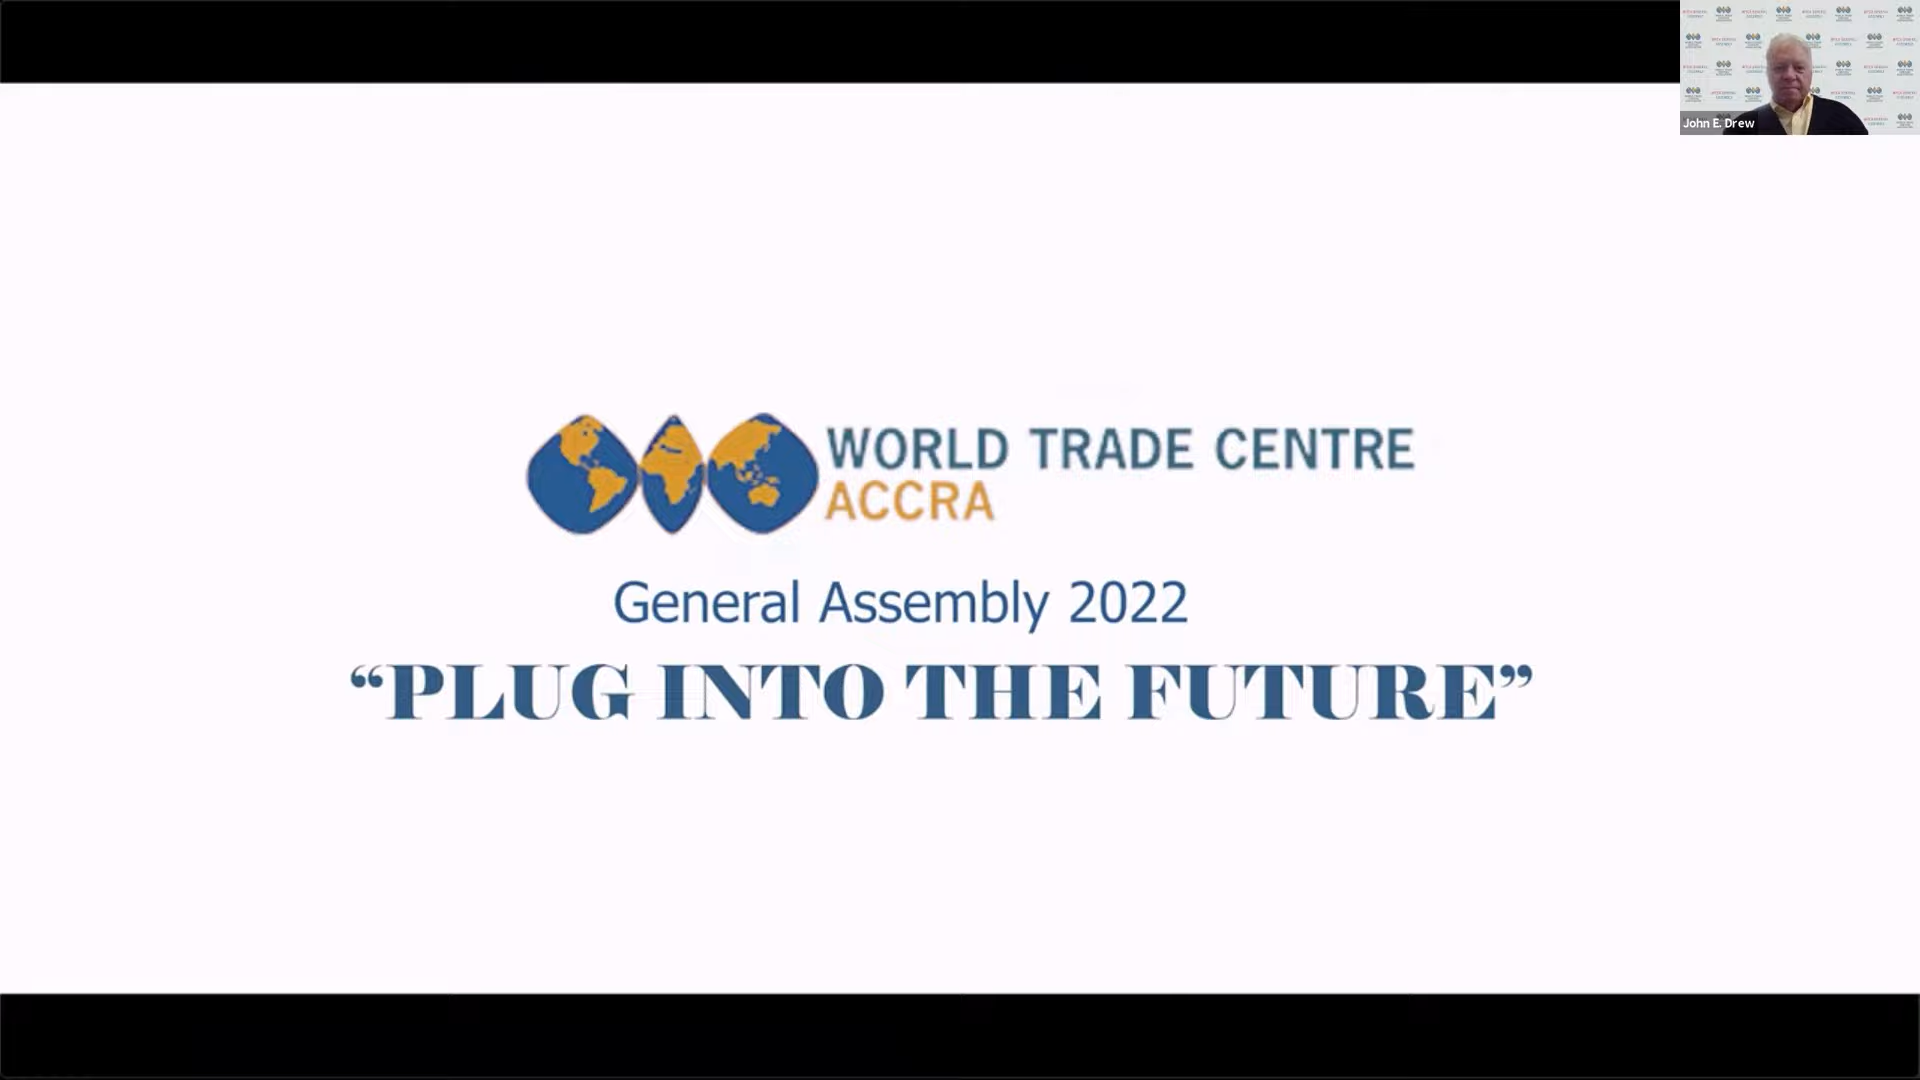 John E. Drew
WORLD TRADE CENTRE
ACCRA
General Assembly 2022
“PLUG INTO THE FUTURE”